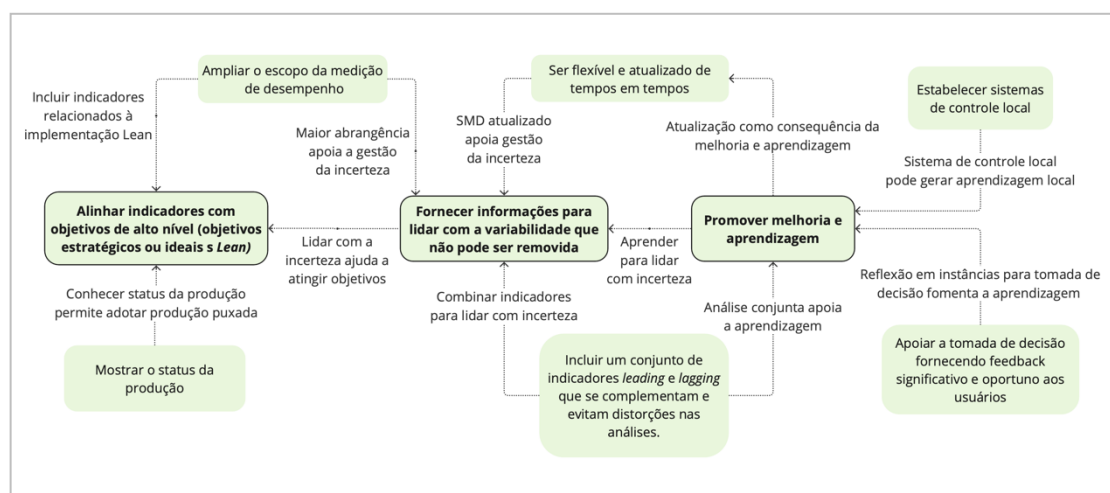 Ampliar o escopo da medição
de desempenho
Ser flexível e atualizado de
tempos em tempos
Estabelecer sistemas
de controle local
Incluir indicadores
relacionados à
implementação Lean
Maior abrangência
apoia a gestão
da incerteza
SMD atualizado
apoia gestão
da incerteza
Atualização como consequência da
melhoria e aprendizagem
Sistema de controle local
pode gerar aprendizagem local
Alinhar indicadores com
objetivos de alto nível (objetivos
estratégicos ou ideais s Lean)
Lidar com a
incerteza ajuda a
atingir objetivos
Fornecer informações para
lidar com a variabilidade que
não pode ser removida
Aprender
para lidar
com incerteza
Promover melhoria e
aprendizagem
Conhecer status da produção
permite adotar produção puxada
Combinar indicadores
para lidar com incerteza
Análise conjunta apoia
a aprendizagem
Reflexão em instâncias para tomada de
decisão fomenta a aprendizagem
Mostrar o status da
produção
Incluir um conjunto de
indicadores leading e lagging
que se complementam e
evitam distorções nas
análises.
Apoiar a tomada de decisão
fornecendo feedback
significativo e oportuno aos
usuários